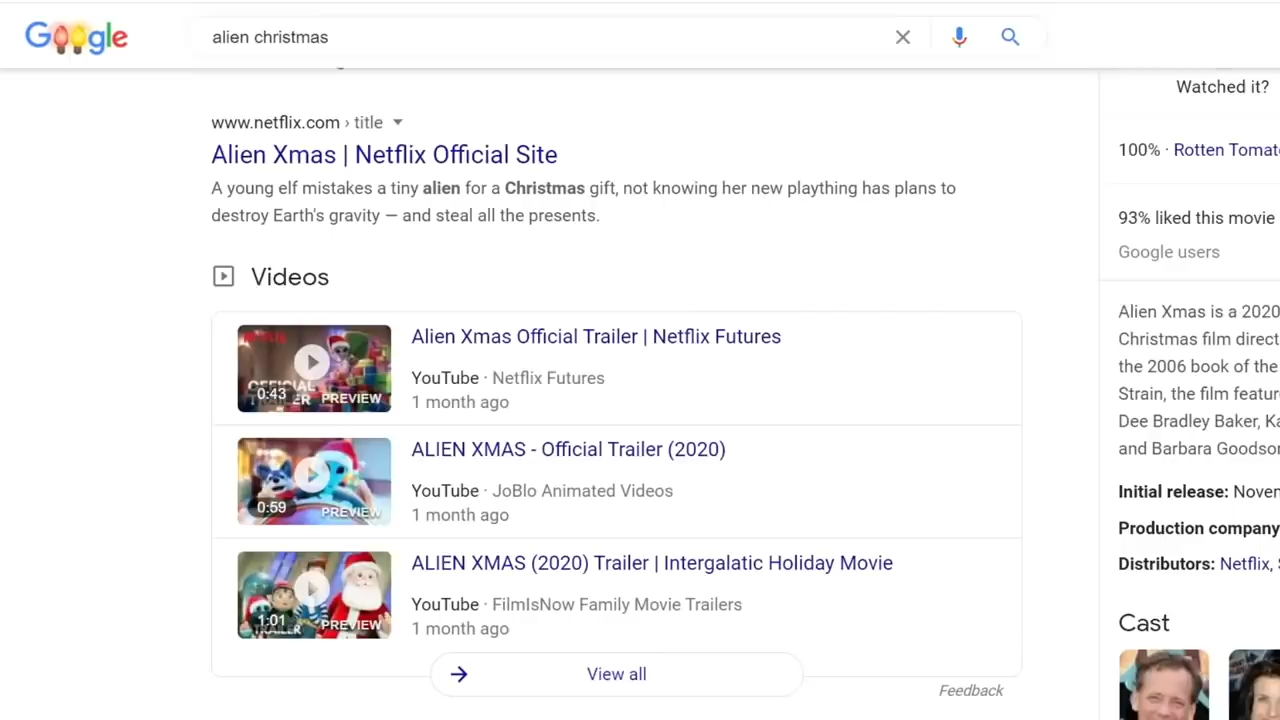 Google
alien christmas
Watched it?
www.netflix.com › title
100% · Rotten Tomat
Alien Xmas | Netflix Official Site
A young elf mistakes a tiny alien for a Christmas gift, not knowing her new plaything has plans to
destroy Earth's gravity — and steal all the presents.
93% liked this movie
Google users
Videos
Alien Xmas is a 2020
Christmas film direct
the 2006 book of the
Strain, the film featur
Dee Bradley Baker, Ka
and Barbara Goodson
Initial release: Novem
Production company
Distributors: Netflix, S
Cast
NETFLIX
OFFICIAL
0:43
PREVIEW
Alien Xmas Official Trailer | Netflix Futures
YouTube · Netflix Futures
1 month ago
0:59
PREVIEW
ALIEN XMAS - Official Trailer (2020)
YouTube · JoBlo Animated Videos
1 month ago
1:01
TRAILER
PREVIEW
ALIEN XMAS (2020) Trailer | Intergalatic Holiday Movie
YouTube · FilmIsNow Family Movie Trailers
1 month ago
View all
Feedback